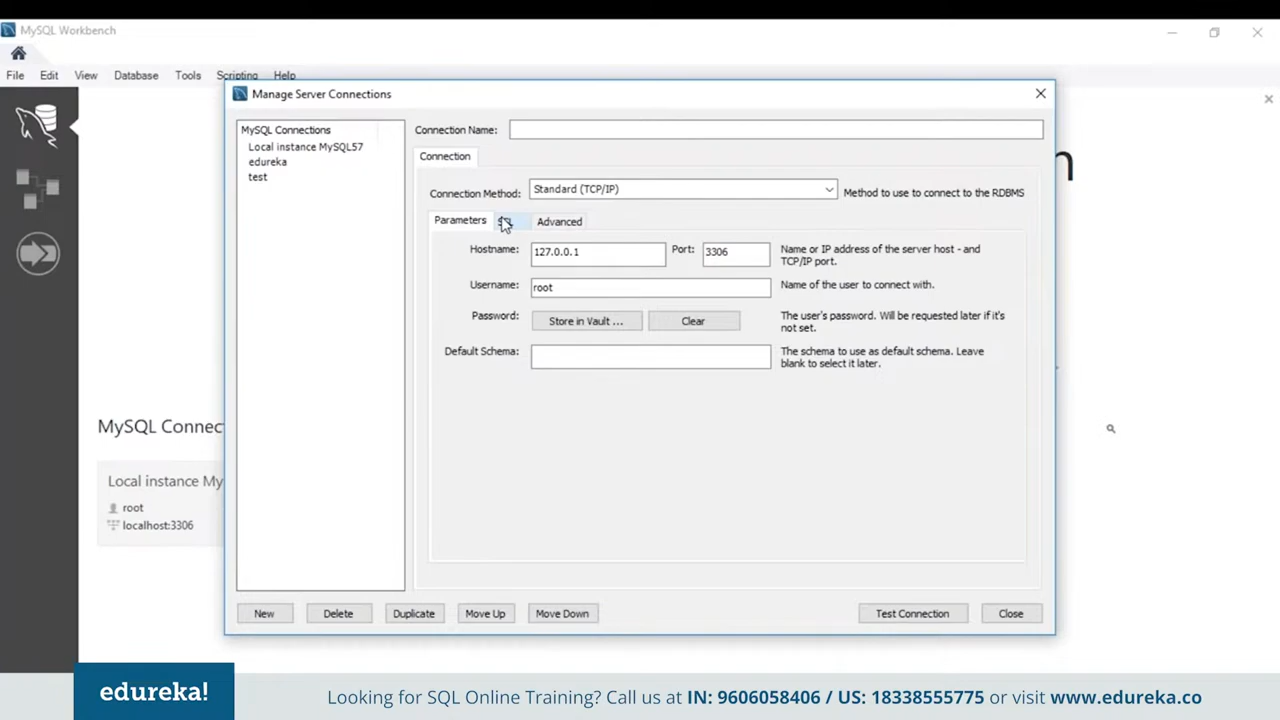 MySQL Workbench
File Edit View Database Tools Scripting Help
Manage Server Connections
MySQL Connections
Local instance MySQL57
edureka
test
Connection Name:
Connection
Connection Method: Standard (TCP/IP) Method to use to connect to the RDBMS
Parameters Advanced
Hostname: 127.0.0.1 Port: 3306 Name or IP address of the server host - and
TCP/IP port.
Username: root Name of the user to connect with.
Password: Store in Vault ... Clear The user's password. Will be requested later if it's
not set.
Default Schema: The schema to use as default schema. Leave
blank to select it later.
MySQL Connec
Local instance My
root
localhost:3306
New Delete Duplicate Move Up Move Down Test Connection Close
edureka!
Looking for SQL Online Training? Call us at IN: 9606058406 / US: 18338555775 or visit www.edureka.co